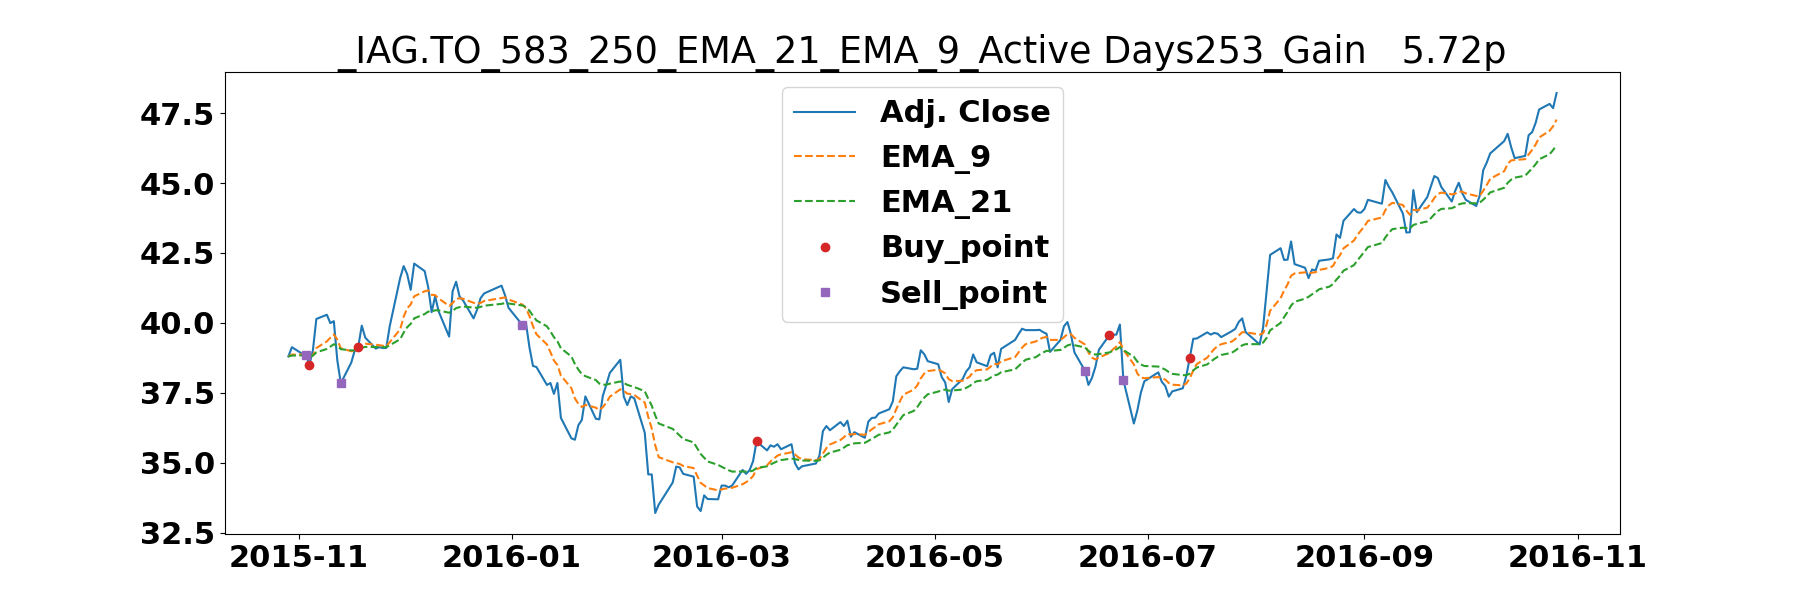 _IAG.TO_583_250_EMA_21_EMA_9_Active Days253_Gain   5.72p
47.5
45.0
42.5
40.0
37.5
35.0
32.5
Adj. Close
EMA_9
EMA_21
Buy_point
Sell_point
2015-11 2016-01 2016-03 2016-05 2016-07 2016-09 2016-11